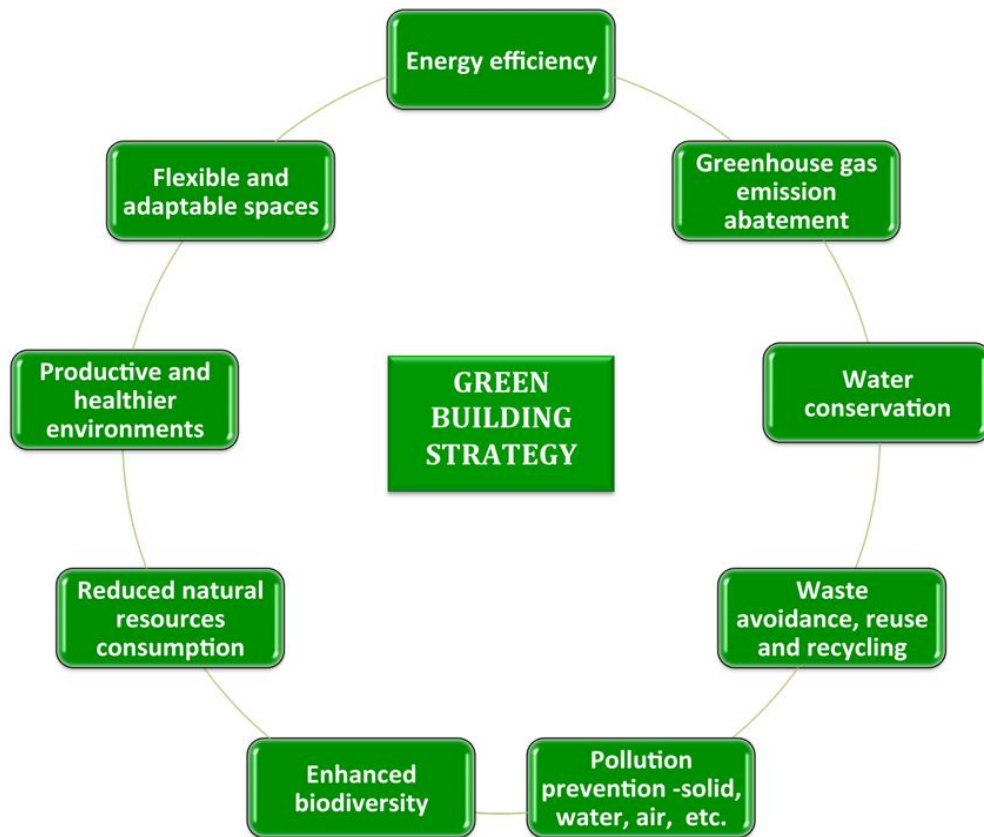 Energy efficiency
Greenhouse gas
emission
abatement
Water
conservation
Waste
avoidance, reuse
and recycling
Pollution
prevention -solid,
water, air, etc.
Enhanced
biodiversity
Reduced natural
resources
consumption
Productive and
healthier
environments
Flexible and
adaptable spaces
GREEN
BUILDING
STRATEGY